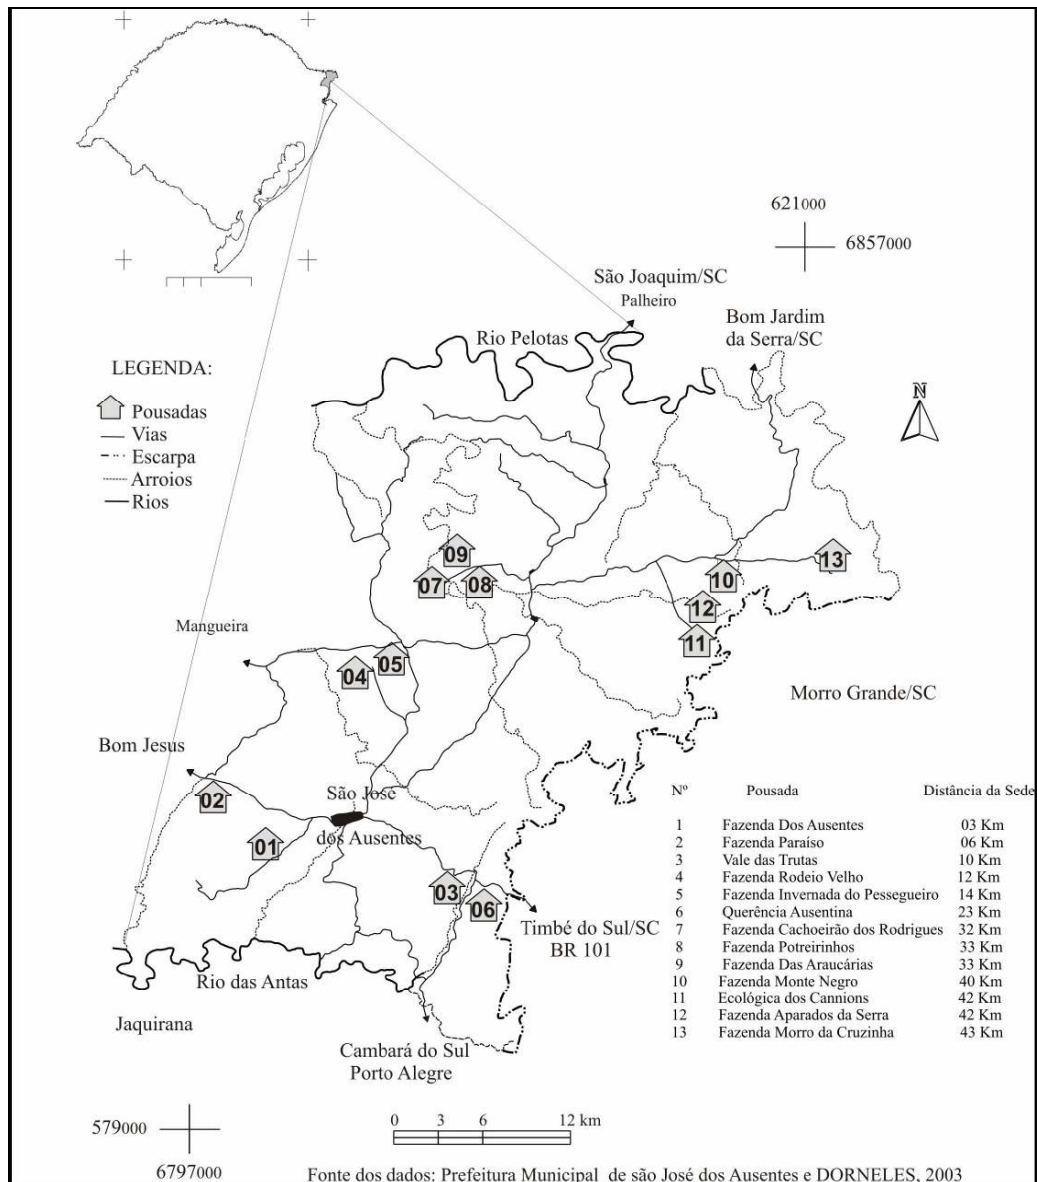 621000
6857000
São Joaquim/SC
Palheiro
Bom Jardim
da Serra/SC
Rio Pelotas
N
LEGENDA:
Pousadas
Vias
Escarpa
Arroios
Rios
09
07
08
10
13
12
11
Mangueira
04
05
Morro Grande/SC
Bom Jesus
02
São José
dos Ausentes
01
03
06
Timbé do Sul/SC
BR 101
Rio das Antas
Jaquirana
Cambará do Sul
Porto Alegre
Nº Pousada Distância da Sede
1 Fazenda Dos Ausentes 03 Km
2 Fazenda Paraíso 06 Km
3 Vale das Trutas 10 Km
4 Fazenda Rodeio Velho 12 Km
5 Fazenda Invernada do Pessegueiro 14 Km
6 Querência Ausentina 23 Km
7 Fazenda Cachoeirão dos Rodrigues 32 Km
8 Fazenda Potreirinhos 33 Km
9 Fazenda Das Araucárias 33 Km
10 Fazenda Monte Negro 40 Km
11 Ecológica dos Cannions 42 Km
12 Fazenda Aparados da Serra 42 Km
13 Fazenda Morro da Cruzinha 43 Km
579000
6797000
0 3 6 12 km
Fonte dos dados: Prefeitura Municipal de são José dos Ausentes e DORNELES, 2003